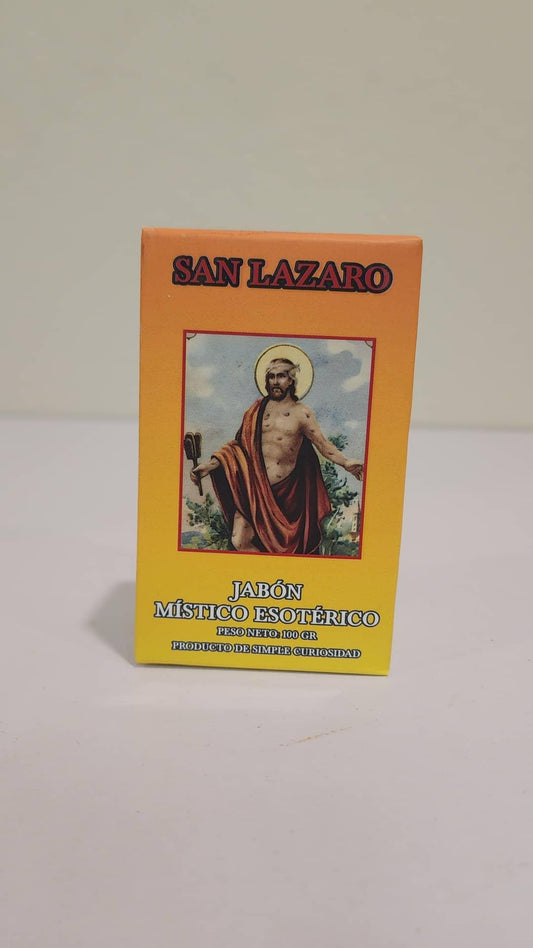 SAN LAZARO
JABÓN
MÍSTICO ESOTÉRICO
PESO NETO: 100 GR
PRODUCTO DE SIMPLE CURIOSIDAD